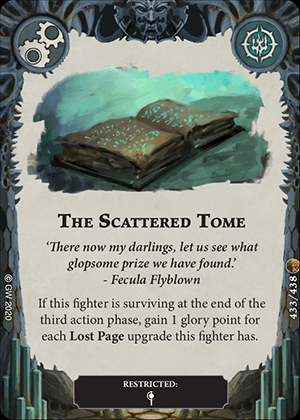 THE SCATTERED TOME
‘There now my darlings, let us see what
glopsome prize we have found.’
- Fecula Flyblown
If this fighter is surviving at the end of the
third action phase, gain 1 glory point for
each Lost Page upgrade this fighter has.
© GW 2020
433/438
RESTRICTED: